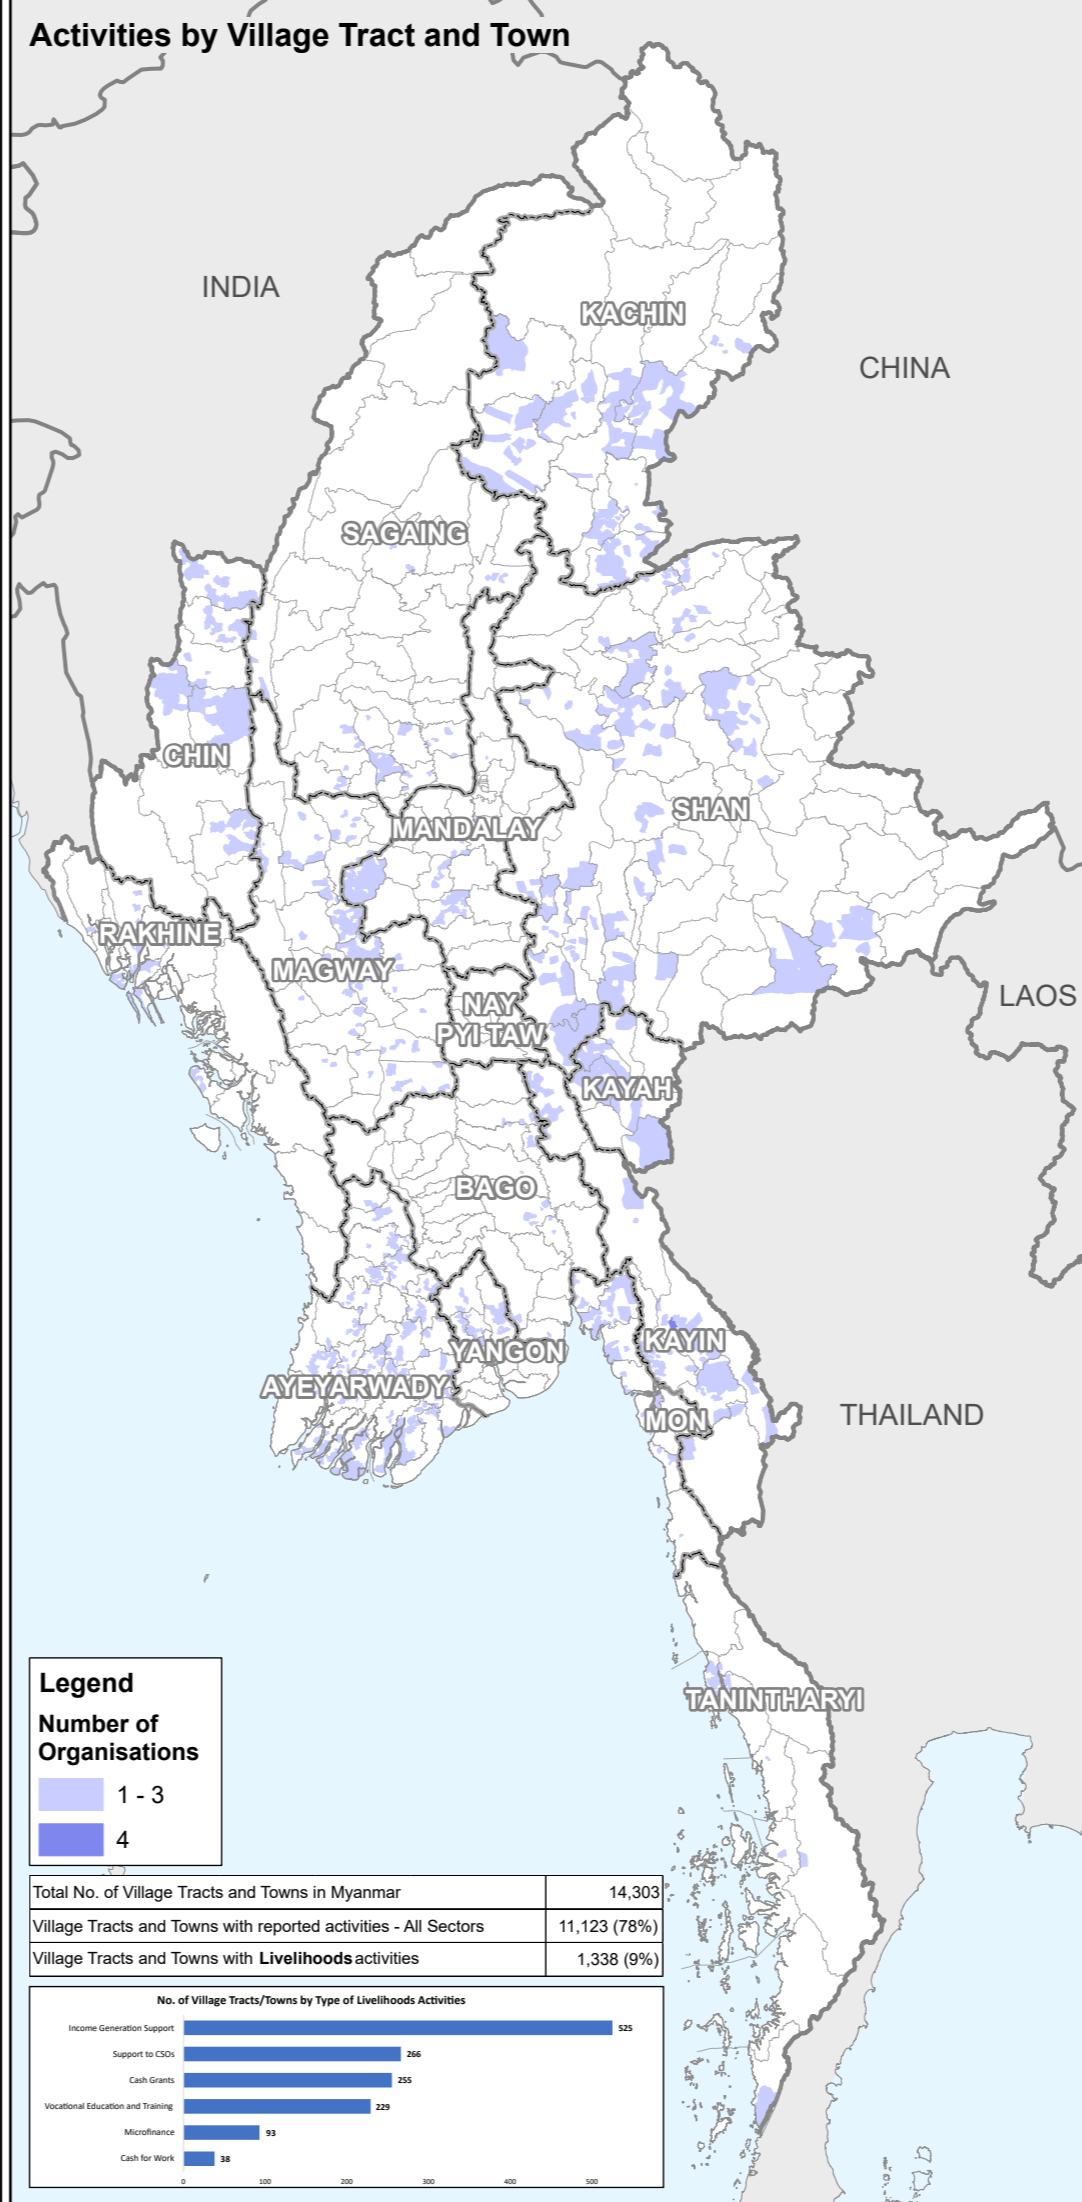 Activities by Village Tract and Town
INDIA
KACHIN
CHINA
SAGAING
CHIN
SHAN
MANDALAY
RAKHINE
MAGWAY
NAY
PYI TAW
LAOS
KAYAH
BAGO
YANGON
KAYIN
AYEYARWADY
MON
THAILAND
TANINTHARYI
Legend
Number of
Organisations
1 - 3
4
Total No. of Village Tracts and Towns in Myanmar 14,303
Village Tracts and Towns with reported activities - All Sectors 11,123 (78%)
Village Tracts and Towns with Livelihoods activities 1,338 (9%)
No. of Village Tracts/Towns by Type of Livelihoods Activities
Income Generation Support 525
Support to CSOs 266
Cash Grants 255
Vocational Education and Training 229
Microfinance 93
Cash for Work 38
0 100 200 300 400 500